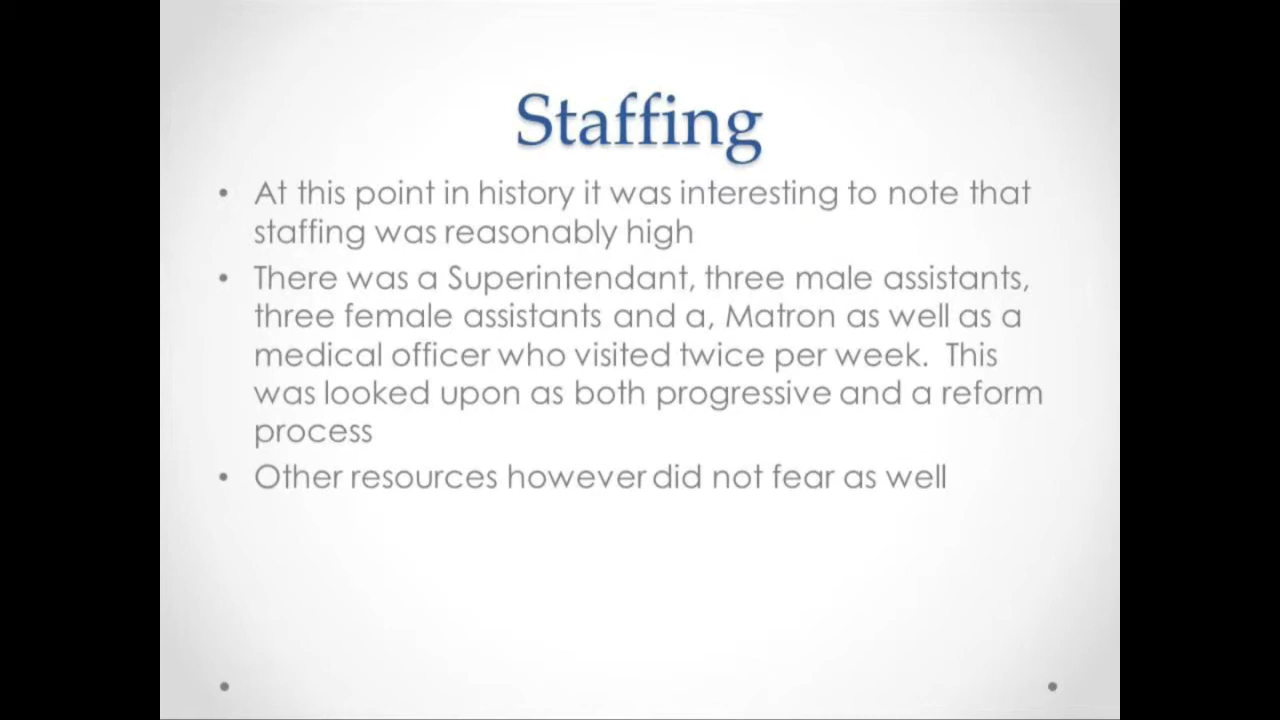 Staffing
• At this point in history it was interesting to note that
staffing was reasonably high
• There was a Superintendant, three male assistants,
three female assistants and a, Matron as well as a
medical officer who visited twice per week.  This
was looked upon as both progressive and a reform
process
• Other resources however did not fear as well